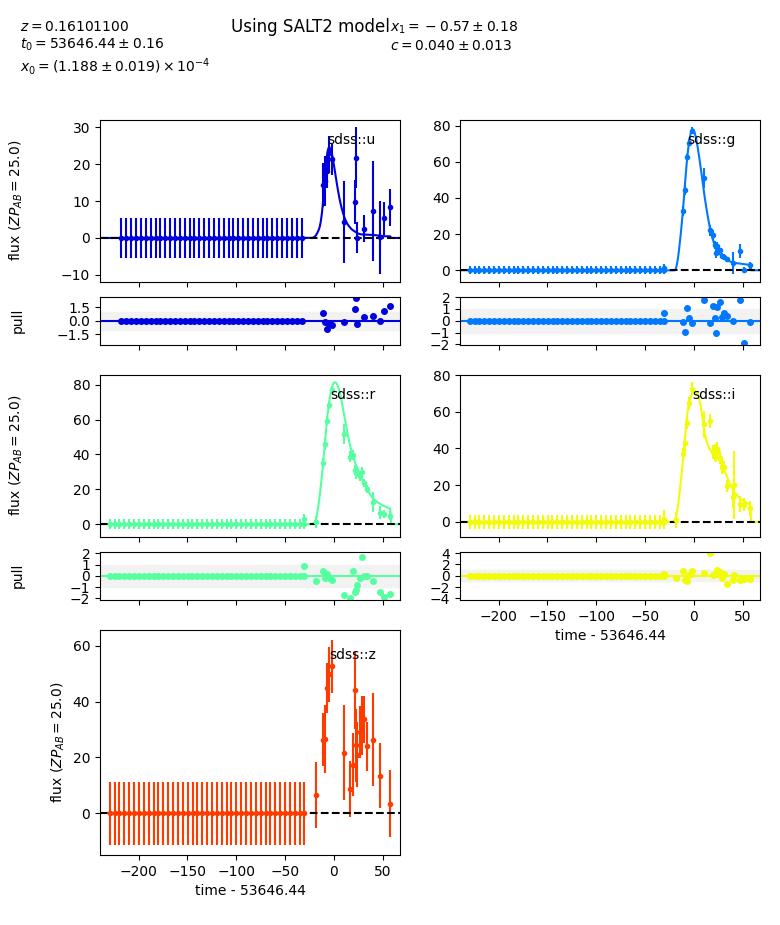 Using SALT2 model
z = 0.16101100
t₀ = 53646.44 ± 0.16
x₀ = (1.188 ± 0.019) × 10⁻⁴
x₁ = −0.57 ± 0.18
c = 0.040 ± 0.013
flux (ZP_AB = 25.0)
30
20
10
0
−10
sdss::u
80
60
40
20
0
sdss::g
pull
1.5
0.0
−1.5
2
1
0
−1
−2
flux (ZP_AB = 25.0)
80
60
40
20
0
sdss::r
80
60
40
20
0
sdss::i
pull
2
1
0
−1
−2
4
2
0
−2
−4
−200 −150 −100 −50 0 50
time - 53646.44
flux (ZP_AB = 25.0)
60
40
20
0
sdss::z
−200 −150 −100 −50 0 50
time - 53646.44